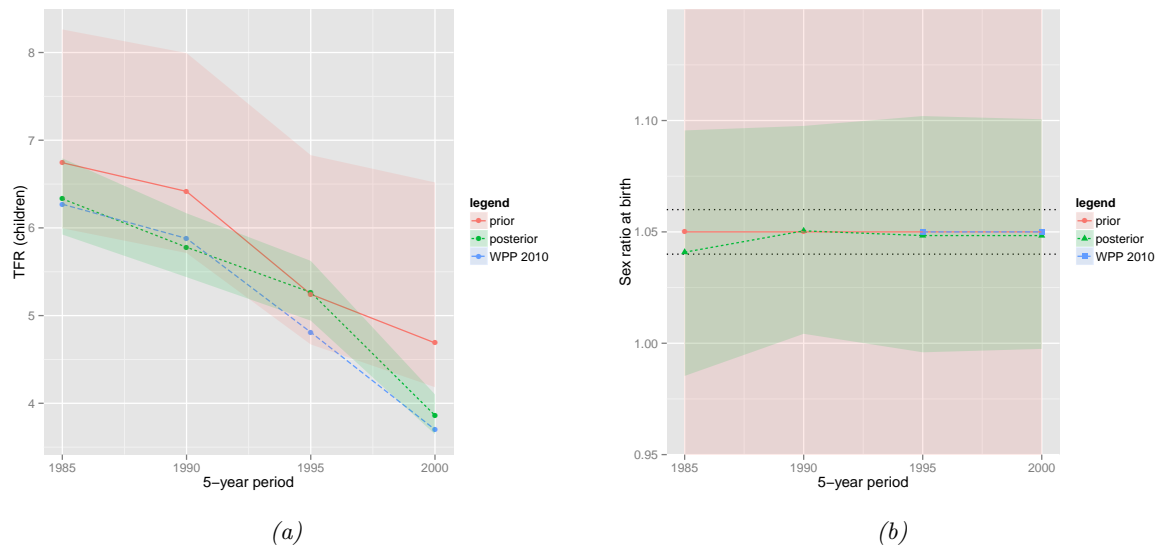 8
7
6
5
4
TFR (children)
1985
1990
1995
2000
5−year period
legend
prior
posterior
WPP 2010
(a)
1.10
1.05
1.00
0.95
Sex ratio at birth
1985
1990
1995
2000
5−year period
legend
prior
posterior
WPP 2010
(b)